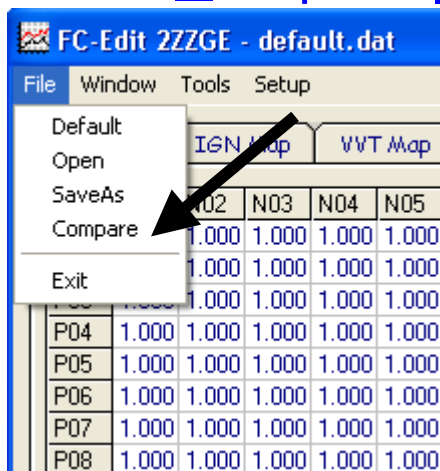 FC-Edit 2ZZGE - default.dat
File Window Tools Setup
Default
Open
SaveAs
Compare
Exit
IGN Map VVT Map
N02 N03 N04 N05
1.000 1.000 1.000 1.000
1.000 1.000 1.000 1.000
1.000 1.000 1.000 1.000
P04 1.000 1.000 1.000 1.000 1.000
P05 1.000 1.000 1.000 1.000 1.000
P06 1.000 1.000 1.000 1.000 1.000
P07 1.000 1.000 1.000 1.000 1.000
P08 1.000 1.000 1.000 1.000 1.000